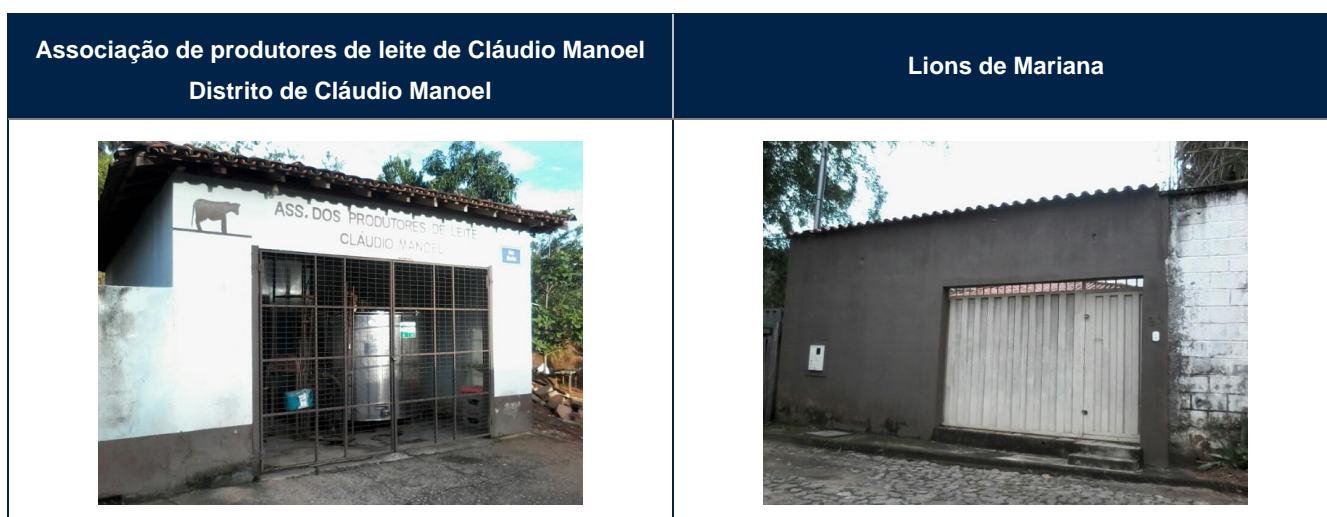 Associação de produtores de leite de Cláudio Manoel
Distrito de Cláudio Manoel
Lions de Mariana
ASS. DOS PRODUTORES DE LEITE
CLÁUDIO MANOEL